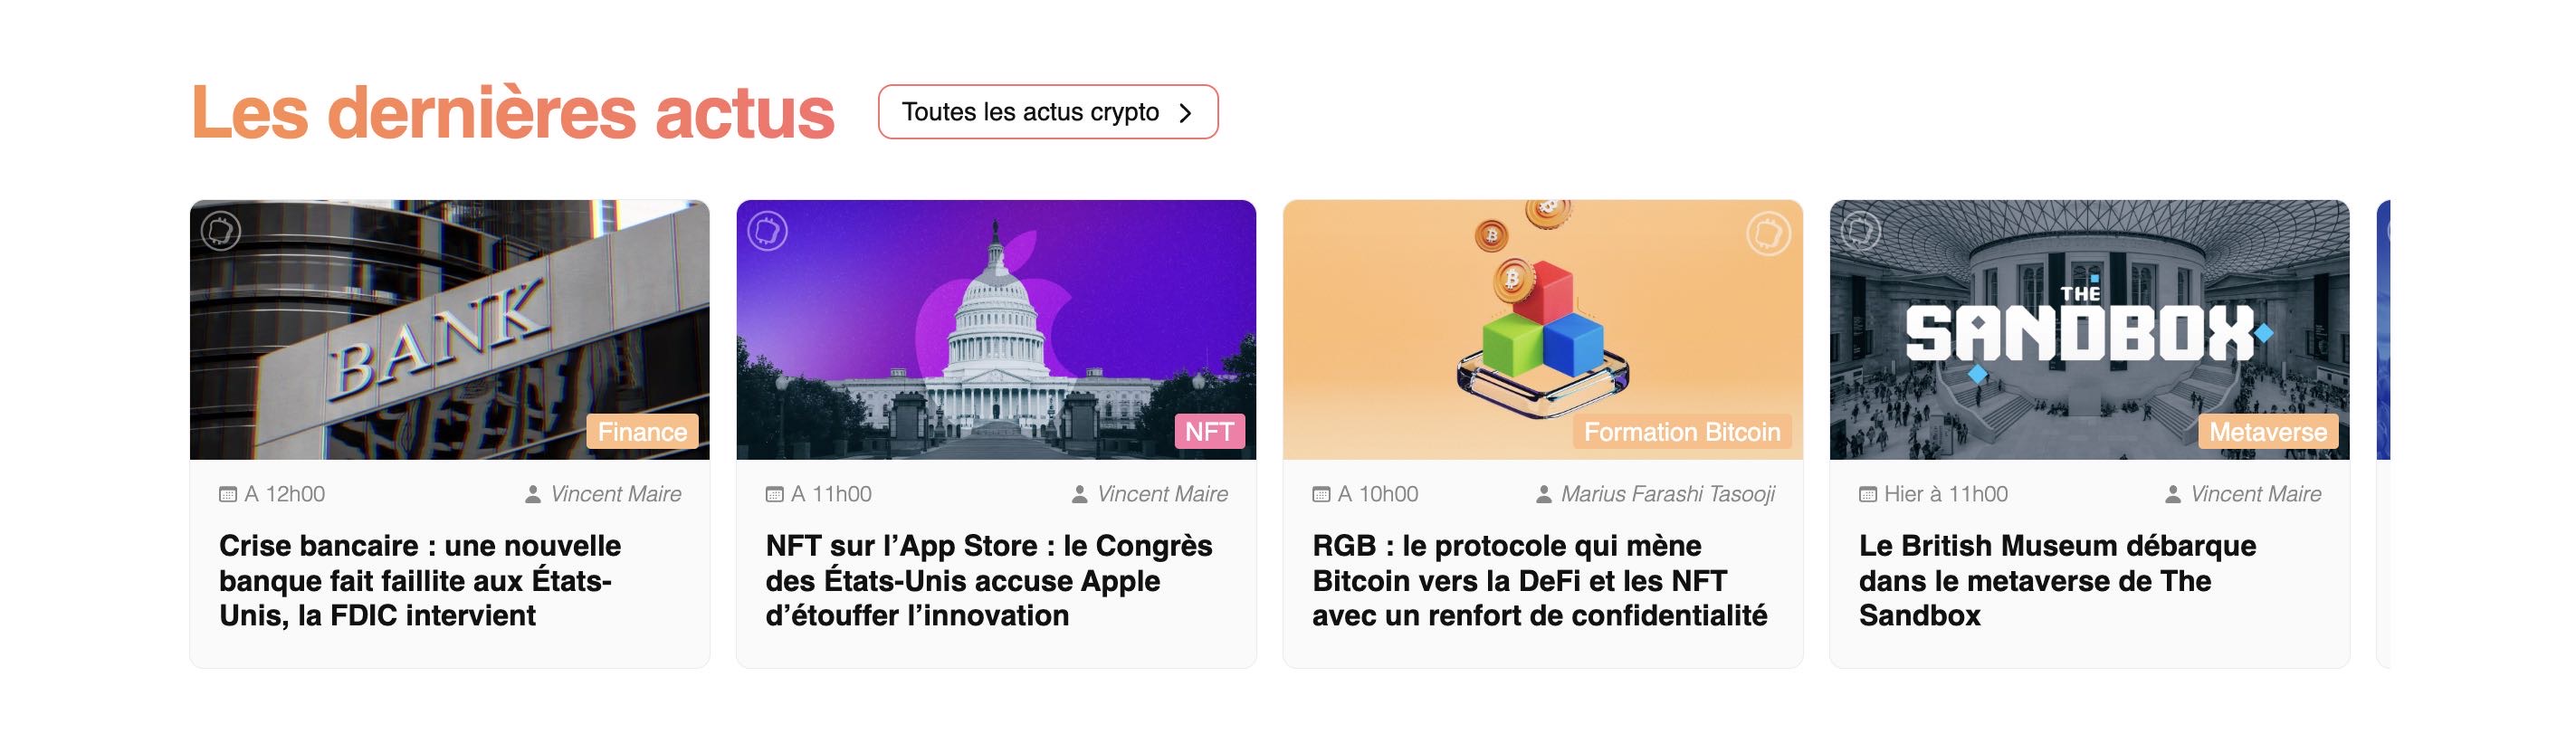 Les dernières actus
Toutes les actus crypto
BANK
Finance
A 12h00
Vincent Maire
Crise bancaire : une nouvelle
banque fait faillite aux États-
Unis, la FDIC intervient
NFT
A 11h00
Vincent Maire
NFT sur l’App Store : le Congrès
des États-Unis accuse Apple
d’étouffer l’innovation
Formation Bitcoin
A 10h00
Marius Farashi Tasooji
RGB : le protocole qui mène
Bitcoin vers la DeFi et les NFT
avec un renfort de confidentialité
THE
SANDBOX
Metaverse
Hier à 11h00
Vincent Maire
Le British Museum débarque
dans le metaverse de The
Sandbox